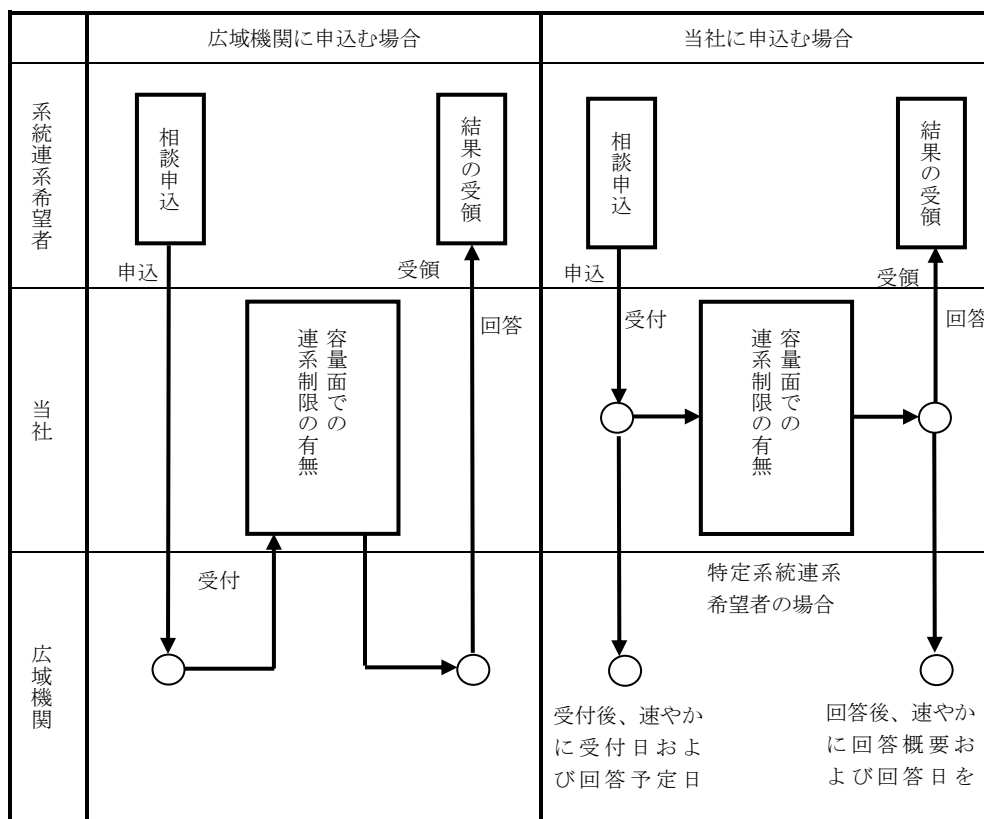 広域機関に申込む場合
当社に申込む場合
系統連系希望者
相談申込
結果の受領
相談申込
結果の受領
申込
受領
申込
受領
当社
容量面での
連系制限の有無
回答
受付
容量面での
連系制限の有無
回答
広域機関
受付
特定系統連系
希望者の場合
受付後、速やか
に受付日およ
び回答予定日
回答後、速やか
に回答概要お
よび回答日を